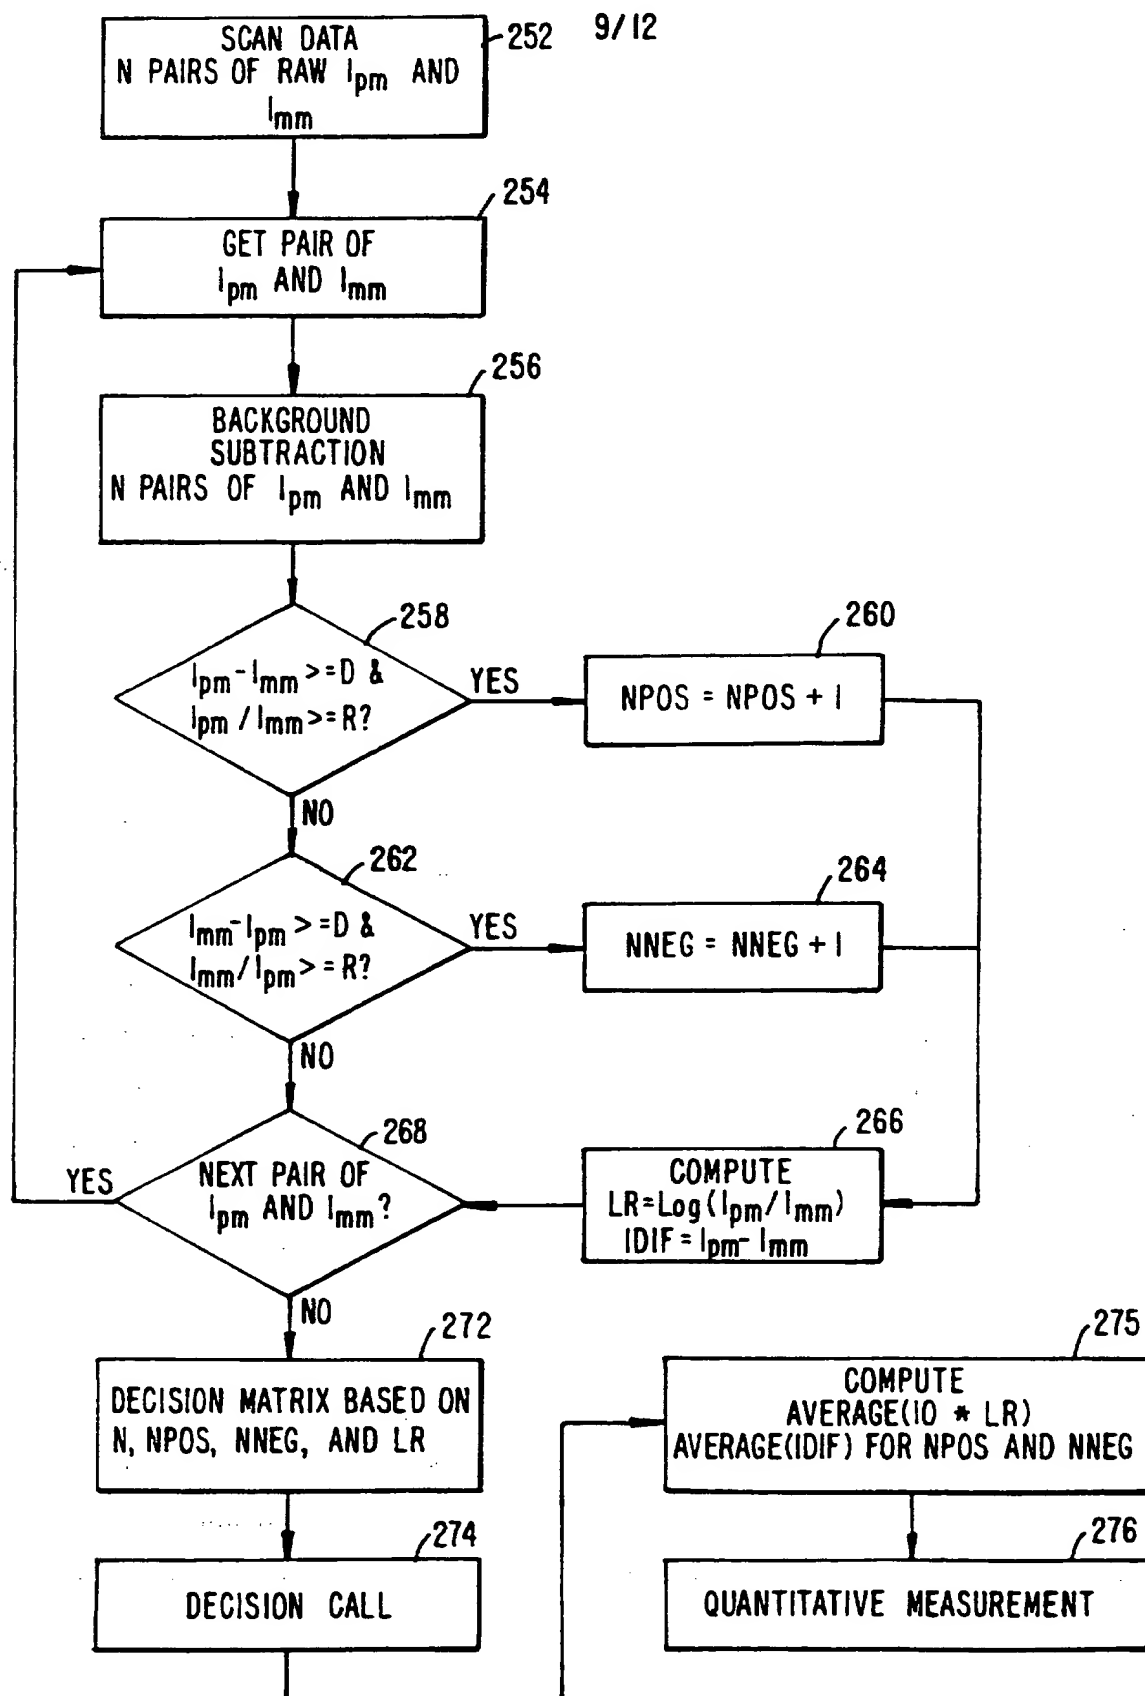 9/12
252
SCAN DATA
N PAIRS OF RAW Ipm AND
Imm
254
GET PAIR OF
Ipm AND Imm
256
BACKGROUND
SUBTRACTION
N PAIRS OF Ipm AND Imm
258
Ipm-Imm >=D &
Ipm / Imm>=R?
YES
260
NPOS = NPOS + I
NO
262
Imm-Ipm > =D &
Imm/Ipm> =R?
YES
264
NNEG = NNEG + I
NO
268
NEXT PAIR OF
Ipm AND Imm?
YES
266
COMPUTE
LR=Log(Ipm/Imm)
IDIF=Ipm-Imm
NO
272
DECISION MATRIX BASED ON
N, NPOS, NNEG, AND LR
274
DECISION CALL
275
COMPUTE
AVERAGE(IO * LR)
AVERAGE(IDIF) FOR NPOS AND NNEG
276
QUANTITATIVE MEASUREMENT